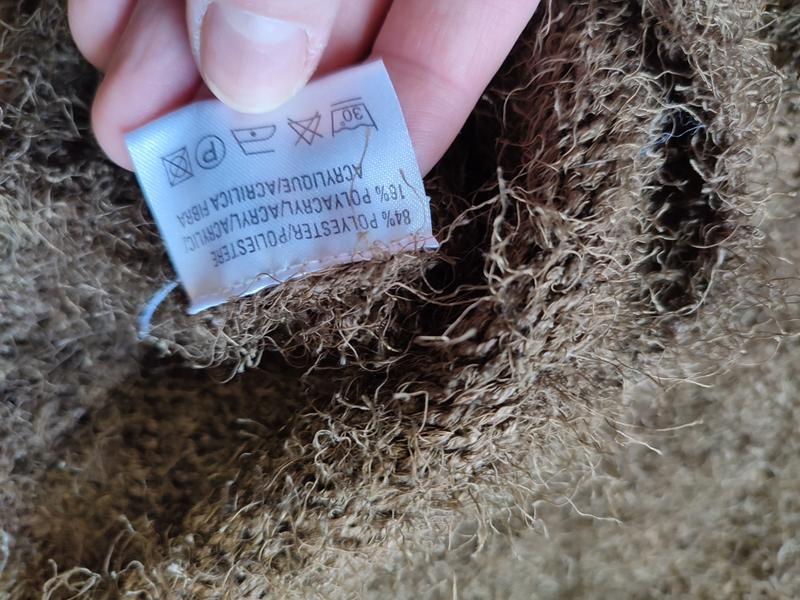 84% POLYESTER/POLIESTERE
16% POLYACRYL/ACRYL/ACRYLIC/
ACRYLIQUE/ACRILICA FIBRA
30°
P